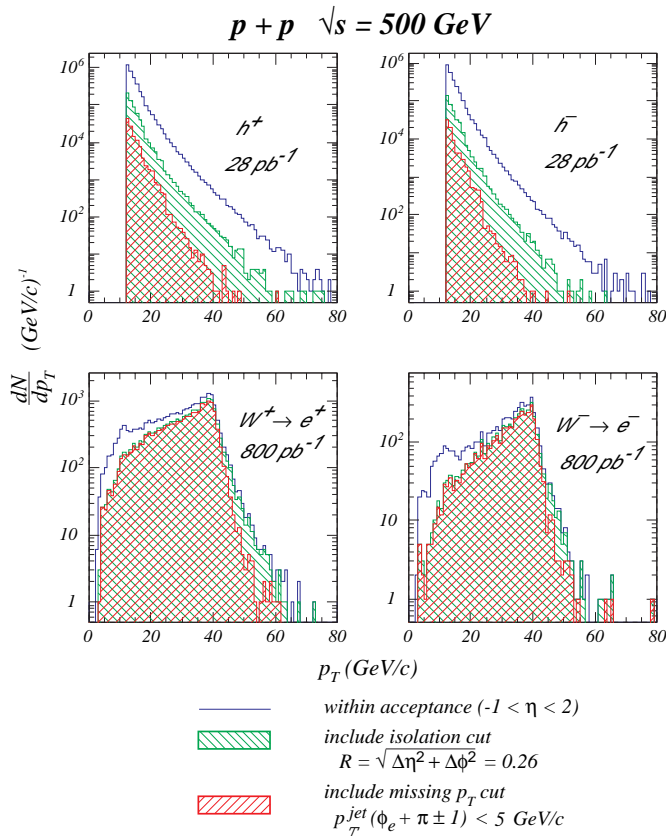 p + p √s = 500 GeV
10⁶
10⁴
10²
1
h⁺
28 pb⁻¹
0 20 40 60 80
10⁶
10⁴
10²
1
h⁻
28 pb⁻¹
0 20 40 60 80
dN/dp_T (GeV/c)⁻¹
10³
10²
10
1
W⁺ → e⁺
800 pb⁻¹
0 20 40 60 80
10²
10
1
W⁻ → e⁻
800 pb⁻¹
0 20 40 60 80
p_T (GeV/c)
within acceptance (-1 < η < 2)
include isolation cut
R = √Δη² + Δϕ² = 0.26
include missing p_T cut
p_T^jet (ϕ_e + π ± 1) < 5 GeV/c